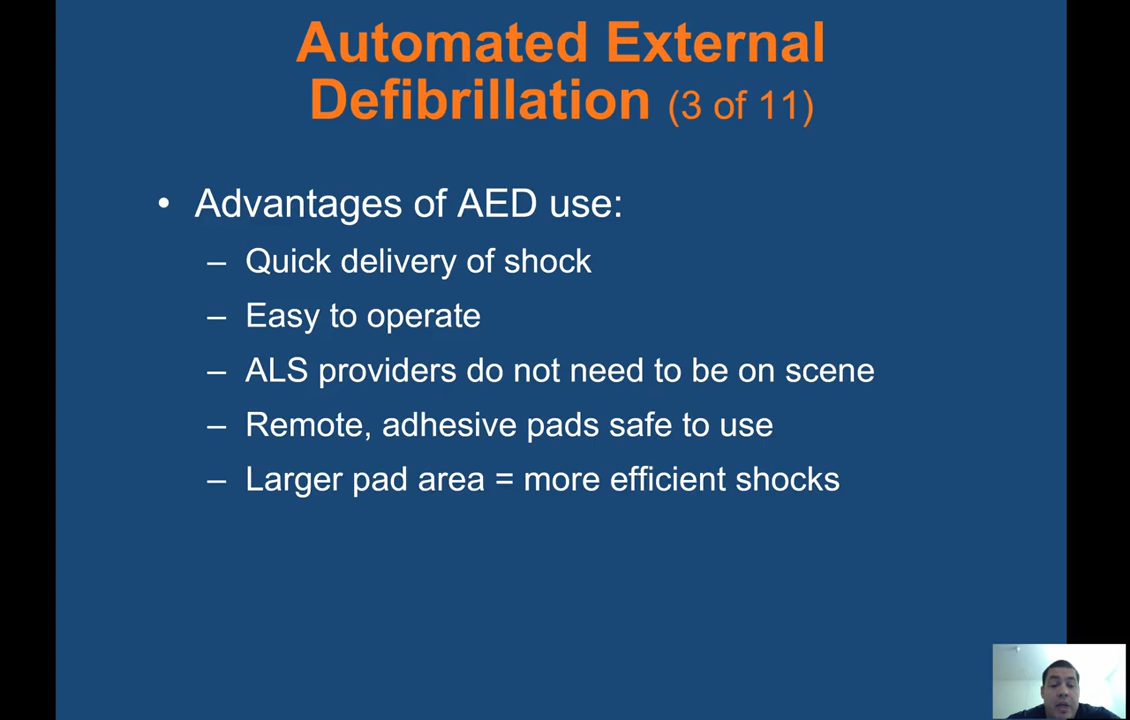 Automated External
Defibrillation (3 of 11)
• Advantages of AED use:
– Quick delivery of shock
– Easy to operate
– ALS providers do not need to be on scene
– Remote, adhesive pads safe to use
– Larger pad area = more efficient shocks